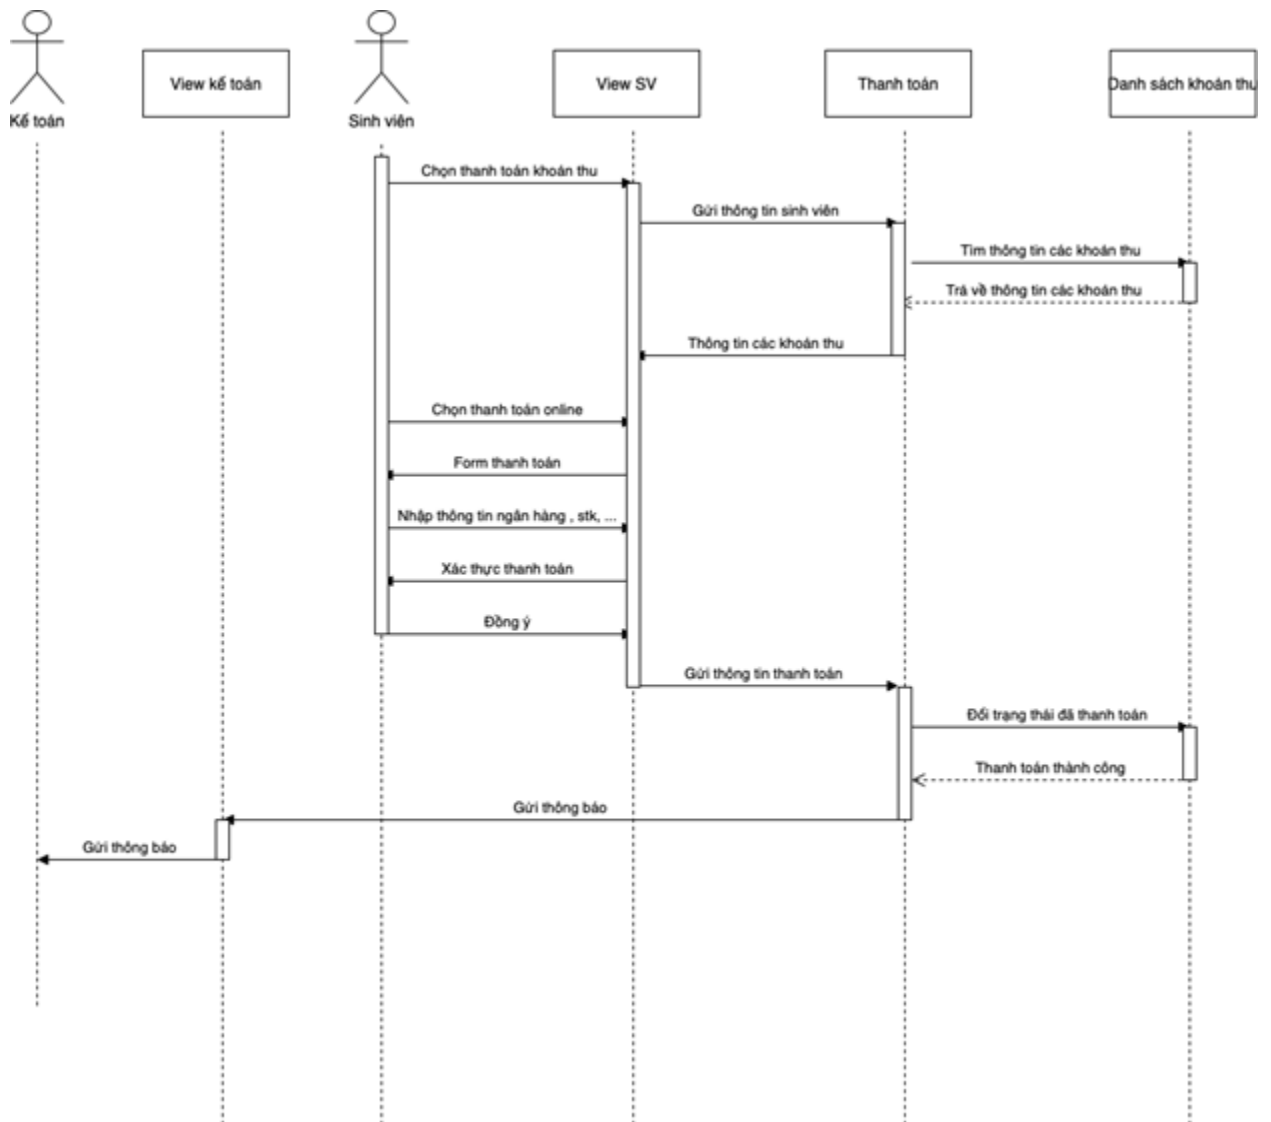 Kế toán
View kế toán
Sinh viên
View SV
Thanh toán
Danh sách khoản thu
Chọn thanh toán khoản thu
Gửi thông tin sinh viên
Tìm thông tin các khoản thu
Trả về thông tin các khoản thu
Thông tin các khoản thu
Chọn thanh toán online
Form thanh toán
Nhập thông tin ngân hàng , stk, ...
Xác thực thanh toán
Đồng ý
Gửi thông tin thanh toán
Đổi trạng thái đã thanh toán
Thanh toán thành công
Gửi thông báo
Gửi thông báo